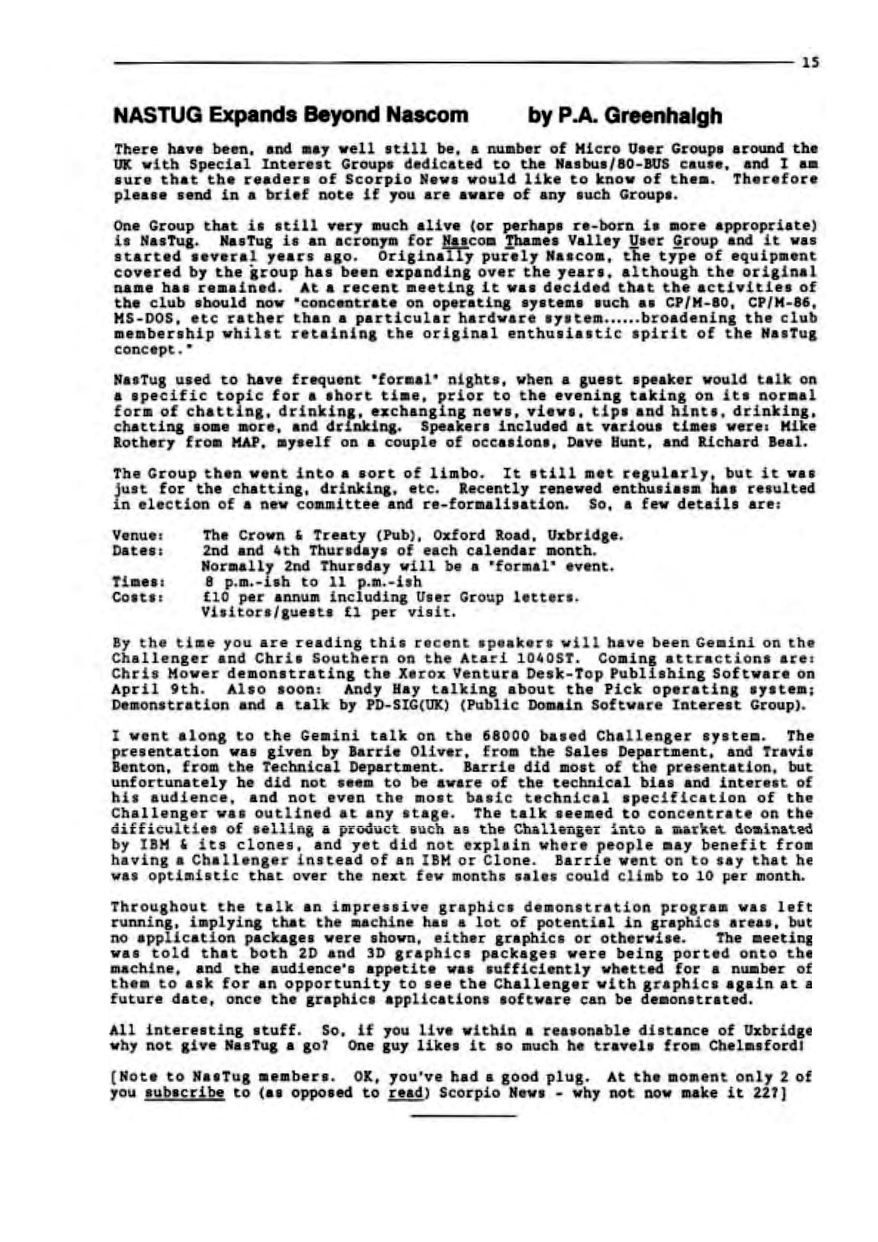 15
NASTUG Expands Beyond Nascom by P.A. Greenhalgh
There have been, and may well still be, a number of Micro User Groups around the
UK with Special Interest Groups dedicated to the Nasbus/80-BUS cause, and I am
sure that the readers of Scorpio News would like to know of them. Therefore
please send in a brief note if you are aware of any such Groups.
One Group that is still very much alive (or perhaps re-born is more appropriate)
is NasTug. NasTug is an acronym for Nascom Thames Valley User Group and it was
started several years ago. Originally purely Nascom, the type of equipment
covered by the group has been expanding over the years, although the original
name has remained. At a recent meeting it was decided that the activities of
the club should now "concentrate on operating systems such as CP/M-80, CP/M-86,
MS-DOS, etc rather than a particular hardware system......broadening the club
membership whilst retaining the original enthusiastic spirit of the NasTug
concept."
NasTug used to have frequent "formal" nights, when a guest speaker would talk on
a specific topic for a short time, prior to the evening taking on its normal
form of chatting, drinking, exchanging news, views, tips and hints, drinking,
chatting some more, and drinking. Speakers included at various times were: Mike
Rothery from MAP, myself on a couple of occasions, Dave Hunt, and Richard Beal.
The Group then went into a sort of limbo. It still met regularly, but it was
just for the chatting, drinking, etc. Recently renewed enthusiasm has resulted
in election of a new committee and re-formalisation. So, a few details are:
Venue: The Crown & Treaty (Pub), Oxford Road, Uxbridge.
Dates: 2nd and 4th Thursdays of each calendar month.
Normally 2nd Thursday will be a "formal" event.
Times: 8 p.m.-ish to 11 p.m.-ish
Costs: £10 per annum including User Group letters.
Visitors/guests £1 per visit.
By the time you are reading this recent speakers will have been Gemini on the
Challenger and Chris Southern on the Atari 1040ST. Coming attractions are:
Chris Mower demonstrating the Xerox Ventura Desk-Top Publishing Software on
April 9th. Also soon: Andy Hay talking about the Pick operating system;
Demonstration and a talk by PD-SIG(UK) (Public Domain Software Interest Group).
I went along to the Gemini talk on the 68000 based Challenger system. The
presentation was given by Barrie Oliver, from the Sales Department, and Travis
Benton, from the Technical Department. Barrie did most of the presentation, but
unfortunately he did not seem to be aware of the technical bias and interest of
his audience, and not even the most basic technical specification of the
Challenger was outlined at any stage. The talk seemed to concentrate on the
difficulties of selling a product such as the Challenger into a market dominated
by IBM & its clones, and yet did not explain where people may benefit from
having a Challenger instead of an IBM or Clone. Barrie went on to say that he
was optimistic that over the next few months sales could climb to 10 per month.
Throughout the talk an impressive graphics demonstration program was left
running, implying that the machine has a lot of potential in graphics areas, but
no application packages were shown, either graphics or otherwise. The meeting
was told that both 2D and 3D graphics packages were being ported onto the
machine, and the audience's appetite was sufficiently whetted for a number of
them to ask for an opportunity to see the Challenger with graphics again at a
future date, once the graphics applications software can be demonstrated.
All interesting stuff. So, if you live within a reasonable distance of Uxbridge
why not give NasTug a go? One guy likes it so much he travels from Chelmsford!
[Note to NasTug members. OK, you've had a good plug. At the moment only 2 of
you subscribe to (as opposed to read) Scorpio News - why not now make it 22?]